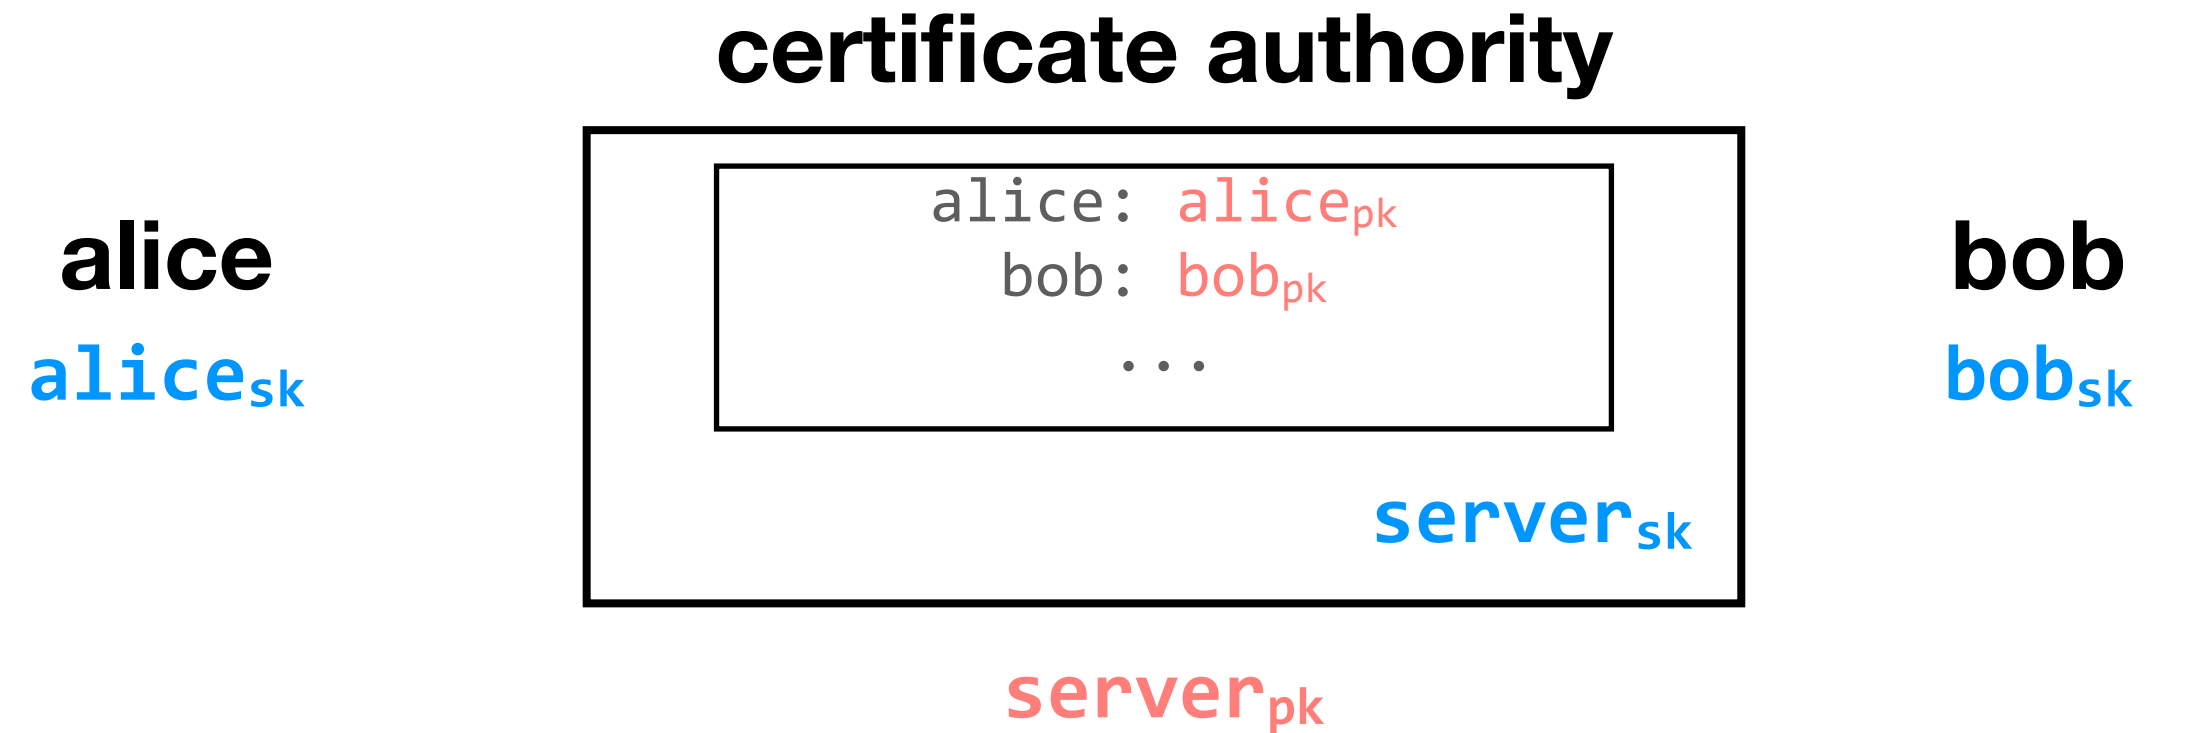 certificate authority
alice: alicepk
bob: bobpk
...
alice
alicesk
bob
bobsk
serversk
serverpk